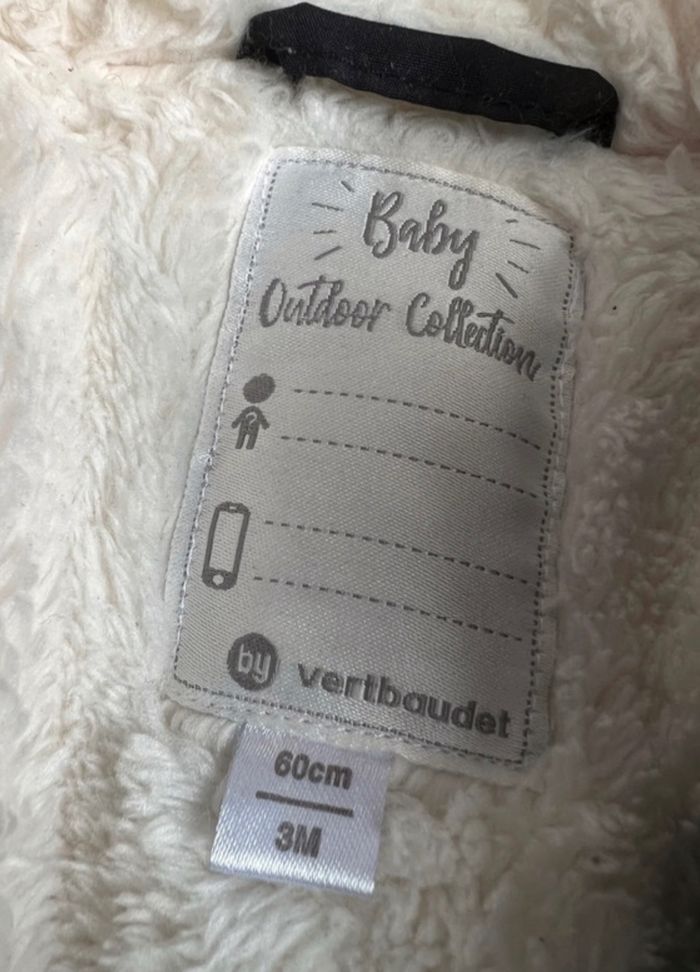 Baby
Outdoor Collection
by vertbaudet
60cm
3M